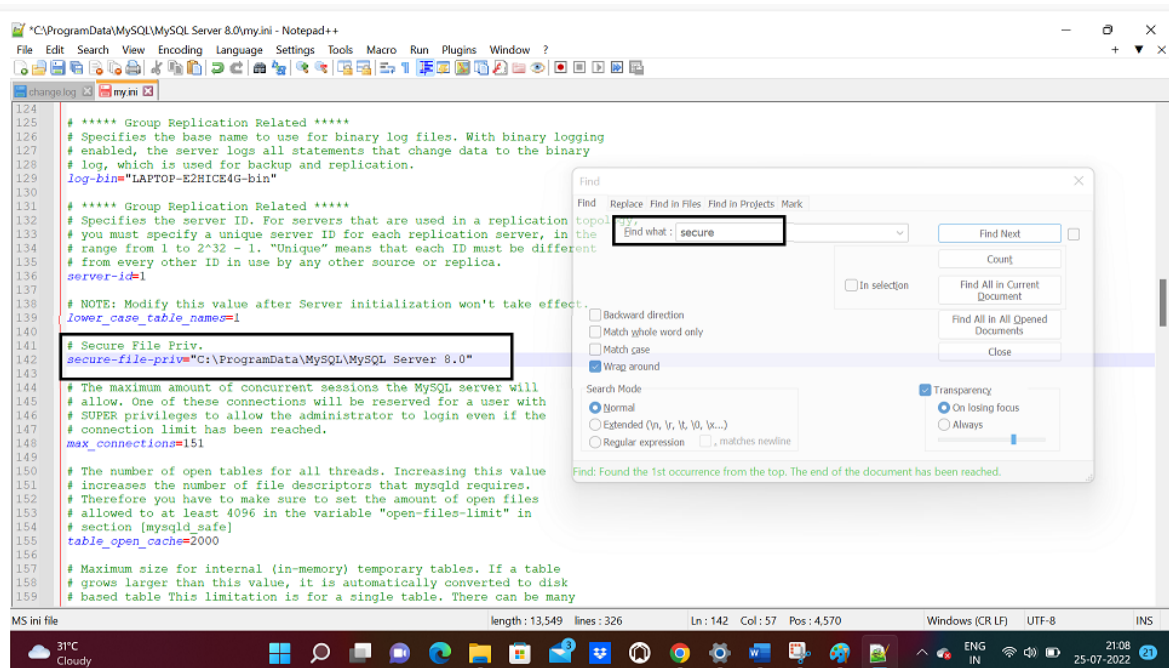 *C:\ProgramData\MySQL\MySQL Server 8.0\my.ini - Notepad++
File Edit Search View Encoding Language Settings Tools Macro Run Plugins Window ?
change.log my.ini
124
125 # ***** Group Replication Related *****
126 # Specifies the base name to use for binary log files. With binary logging
127 # enabled, the server logs all statements that change data to the binary
128 # log, which is used for backup and replication.
129 log-bin="LAPTOP-E2HICE4G-bin"
130
131 # ***** Group Replication Related *****
132 # Specifies the server ID. For servers that are used in a replication topology,
133 # you must specify a unique server ID for each replication server, in the
134 # range from 1 to 2^32 - 1. "Unique" means that each ID must be different
135 # from every other ID in use by any other source or replica.
136 server-id=1
137
138 # NOTE: Modify this value after Server initialization won't take effect.
139 lower_case_table_names=1
140
141 # Secure File Priv.
142 secure-file-priv="C:\ProgramData\MySQL\MySQL Server 8.0"
143
144 # The maximum amount of concurrent sessions the MySQL server will
145 # allow. One of these connections will be reserved for a user with
146 # SUPER privileges to allow the administrator to login even if the
147 # connection limit has been reached.
148 max_connections=151
149
150 # The number of open tables for all threads. Increasing this value
151 # increases the number of file descriptors that mysqld requires.
152 # Therefore you have to make sure to set the amount of open files
153 # allowed to at least 4096 in the variable "open-files-limit" in
154 # section [mysqld_safe]
155 table_open_cache=2000
156
157 # Maximum size for internal (in-memory) temporary tables. If a table
158 # grows larger than this value, it is automatically converted to disk
159 # based table This limitation is for a single table. There can be many
Find
Find Replace Find in Files Find in Projects Mark
Find what : secure
Find Next
Count
In selection
Find All in Current
Document
Find All in All Opened
Documents
Close
Backward direction
Match whole word only
Match case
Wrap around
Search Mode
Normal
Extended (\n, \r, \t, \0, \x...)
Regular expression . matches newline
Transparency
On losing focus
Always
Find: Found the 1st occurrence from the top. The end of the document has been reached.
MS ini file length : 13,549 lines : 326 Ln : 142 Col : 57 Pos : 4,570 Windows (CR LF) UTF-8 INS
31°C
Cloudy
ENG
IN
21:08
25-07-2022
21